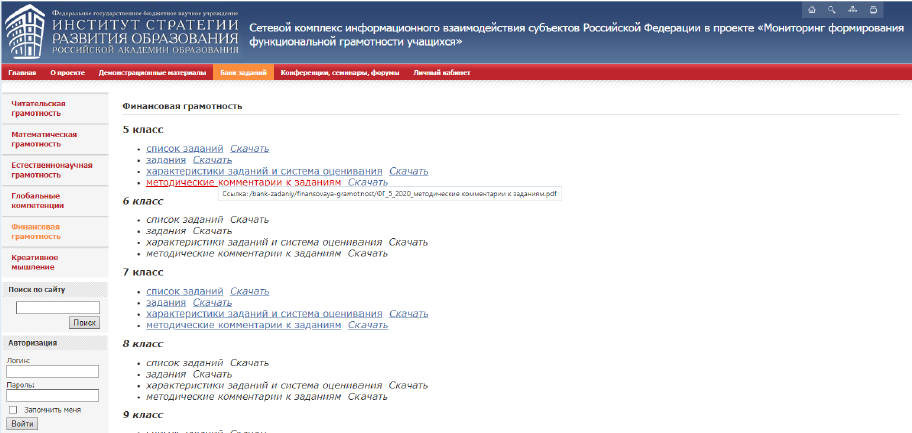 Федеральное государственное бюджетное научное учреждение
ИНСТИТУТ СТРАТЕГИИ
РАЗВИТИЯ ОБРАЗОВАНИЯ
РОССИЙСКОЙ АКАДЕМИИ ОБРАЗОВАНИЯ
Сетевой комплекс информационного взаимодействия субъектов Российской Федерации в проекте «Мониторинг формирования
функциональной грамотности учащихся»
Главная О проекте Демонстрационные материалы Банк заданий Конференции, семинары, форумы Личный кабинет
Читательская
грамотность
Математическая
грамотность
Естественнонаучная
грамотность
Глобальные
компетенции
Финансовая
грамотность
Креативное
мышление
Поиск по сайту
Поиск
Авторизация
Логин:
Пароль:
Запомнить меня
Войти
Финансовая грамотность
5 класс
список заданий Скачать
задания Скачать
характеристики заданий и система оценивания Скачать
методические комментарии к заданиям Скачать
Ссылка: /bank-zadaniy/finansovaya-gramotnost/ФГ_5_2020_методические комментарии к заданиям.pdf
6 класс
список заданий Скачать
задания Скачать
характеристики заданий и система оценивания Скачать
методические комментарии к заданиям Скачать
7 класс
список заданий Скачать
задания Скачать
характеристики заданий и система оценивания Скачать
методические комментарии к заданиям Скачать
8 класс
список заданий Скачать
задания Скачать
характеристики заданий и система оценивания Скачать
методические комментарии к заданиям Скачать
9 класс